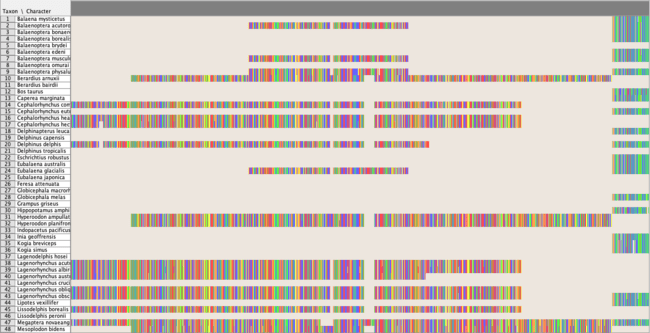 Taxon \ Character
1 Balaena mysticetus
2 Balaenoptera acutoro
3 Balaenoptera bonaer
4 Balaenoptera borealis
5 Balaenoptera brydei
6 Balaenoptera edeni
7 Balaenoptera muscul
8 Balaenoptera omurai
9 Balaenoptera physalu
10 Berardius arnuxii
11 Berardius bairdii
12 Bos taurus
13 Caperea marginata
14 Cephalorhynchus com
15 Cephalorhynchus eutr
16 Cephalorhynchus hea
17 Cephalorhynchus hec
18 Delphinapterus leuca
19 Delphinus capensis
20 Delphinus delphis
21 Delphinus tropicalis
22 Eschrichtius robustus
23 Eubalaena australis
24 Eubalaena glacialis
25 Eubalaena japonica
26 Feresa attenuata
27 Globicephala macrorh
28 Globicephala melas
29 Grampus griseus
30 Hippopotamus amphi
31 Hyperoodon ampullat
32 Hyperoodon planifron
33 Indopacetus pacificus
34 Inia geoffrensis
35 Kogia breviceps
36 Kogia simus
37 Lagenodelphis hosei
38 Lagenorhynchus acut
39 Lagenorhynchus albir
40 Lagenorhynchus aust
41 Lagenorhynchus cruci
42 Lagenorhynchus obliq
43 Lagenorhynchus obsc
44 Lipotes vexillifer
45 Lissodelphis borealis
46 Lissodelphis peronii
47 Megaptera novaeang
48 Mesoplodon bidens